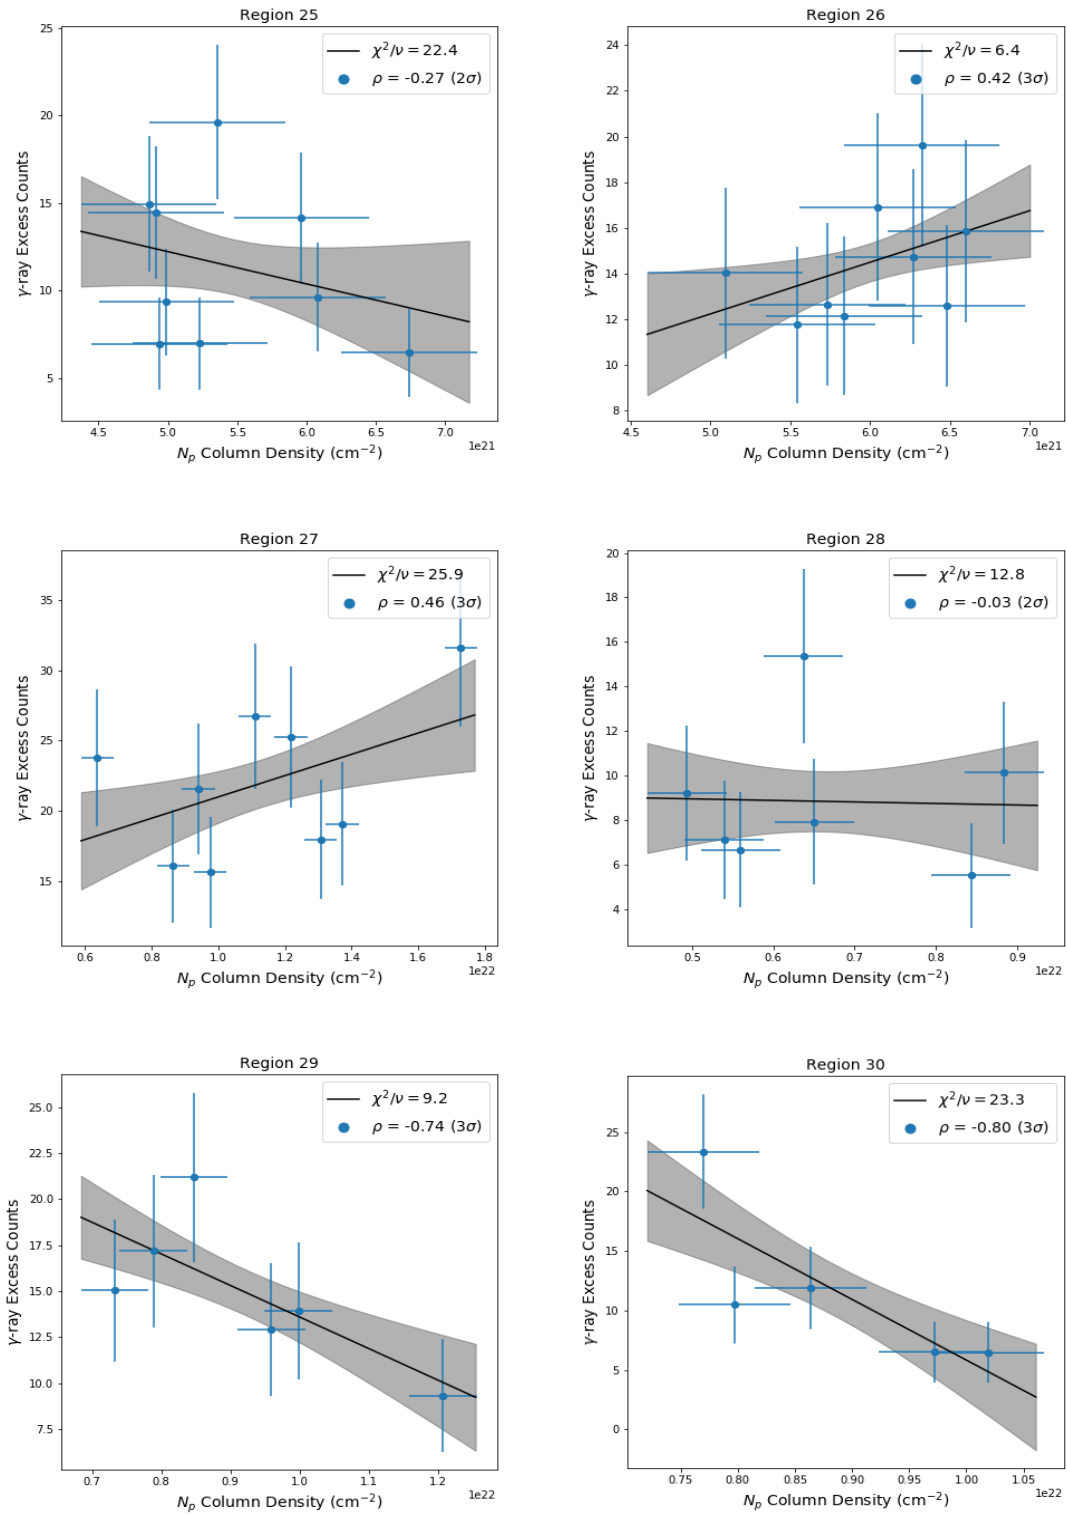 Region 25
χ²/ν = 22.4
ρ = -0.27 (2σ)
γ-ray Excess Counts
25
20
15
10
5
4.5 5.0 5.5 6.0 6.5 7.0
1e21
Nₚ Column Density (cm⁻²)
Region 26
χ²/ν = 6.4
ρ = 0.42 (3σ)
γ-ray Excess Counts
24
22
20
18
16
14
12
10
8
4.5 5.0 5.5 6.0 6.5 7.0
1e21
Nₚ Column Density (cm⁻²)
Region 27
χ²/ν = 25.9
ρ = 0.46 (3σ)
γ-ray Excess Counts
35
30
25
20
15
0.6 0.8 1.0 1.2 1.4 1.6 1.8
1e22
Nₚ Column Density (cm⁻²)
Region 28
χ²/ν = 12.8
ρ = -0.03 (2σ)
γ-ray Excess Counts
20
18
16
14
12
10
8
6
4
0.5 0.6 0.7 0.8 0.9
1e22
Nₚ Column Density (cm⁻²)
Region 29
χ²/ν = 9.2
ρ = -0.74 (3σ)
γ-ray Excess Counts
25.0
22.5
20.0
17.5
15.0
12.5
10.0
7.5
0.7 0.8 0.9 1.0 1.1 1.2
1e22
Nₚ Column Density (cm⁻²)
Region 30
χ²/ν = 23.3
ρ = -0.80 (3σ)
γ-ray Excess Counts
25
20
15
10
5
0
0.75 0.80 0.85 0.90 0.95 1.00 1.05
1e22
Nₚ Column Density (cm⁻²)